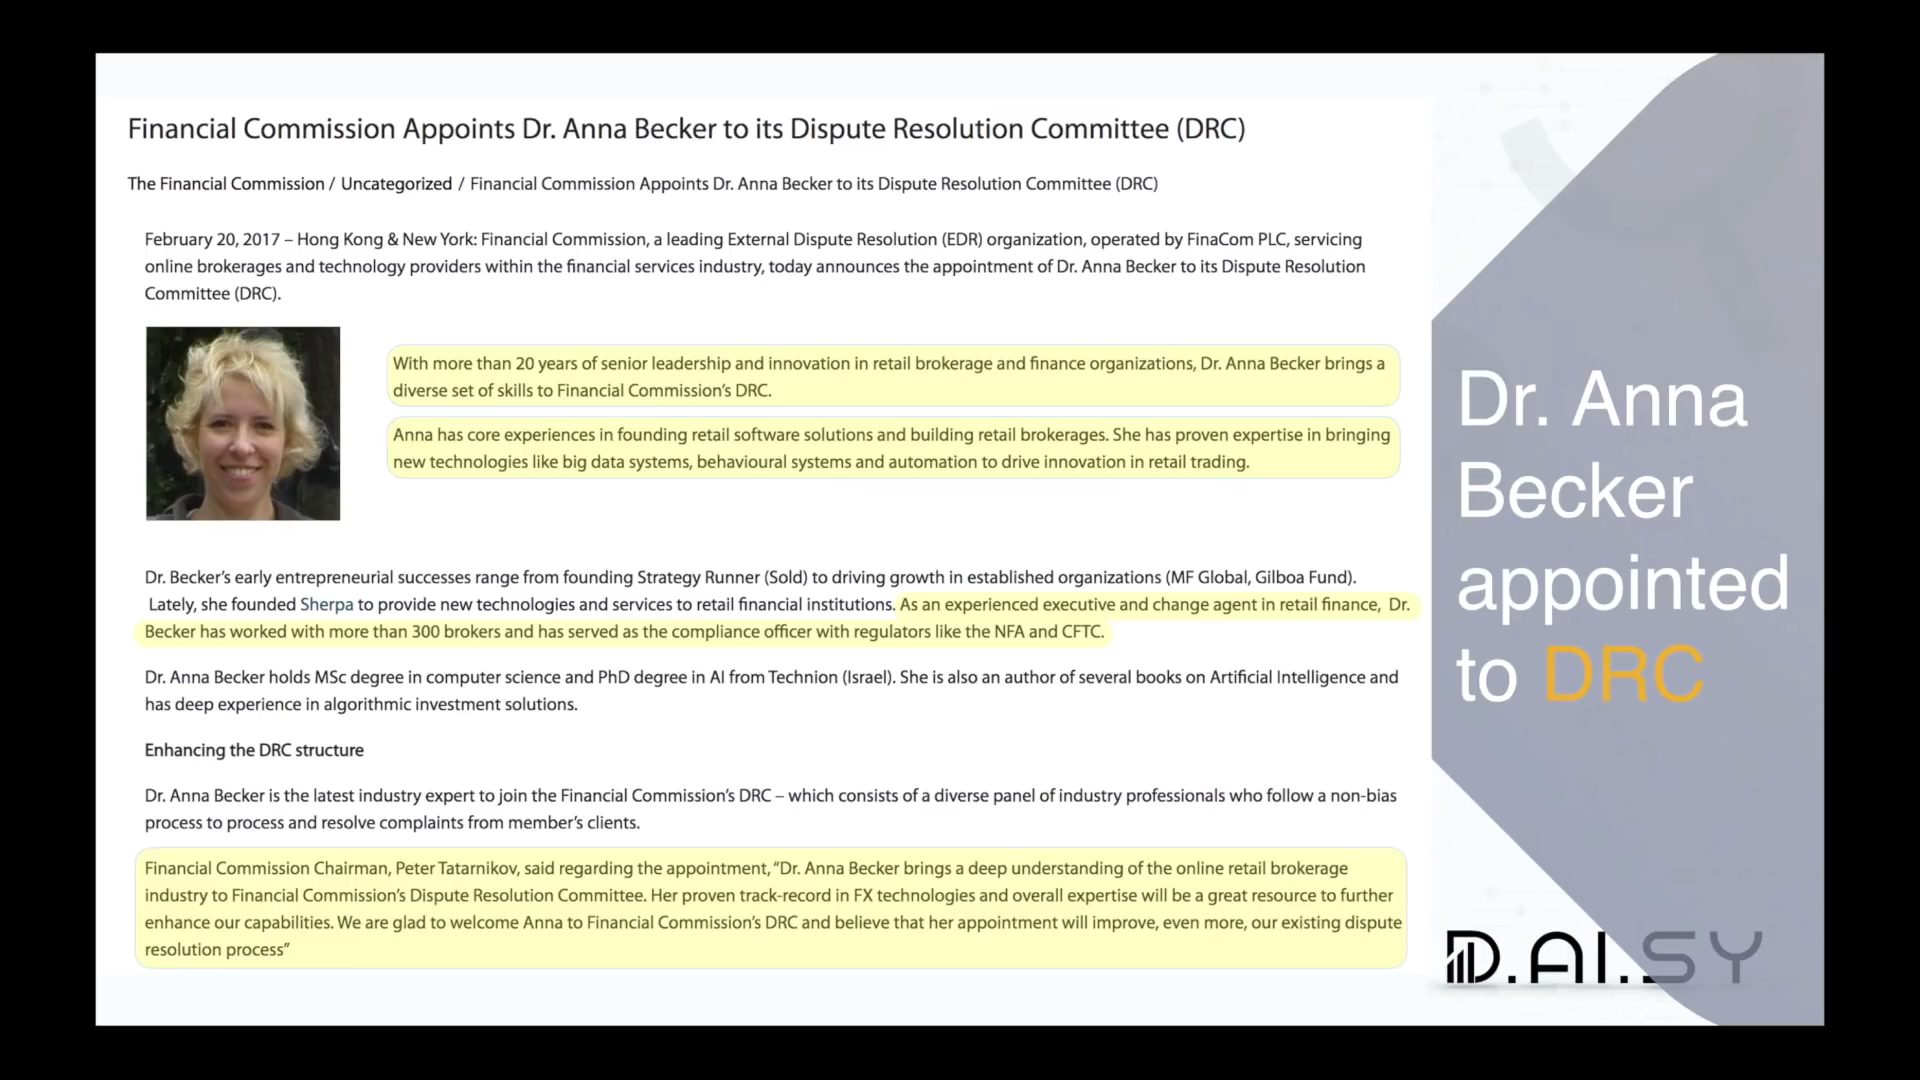 Financial Commission Appoints Dr. Anna Becker to its Dispute Resolution Committee (DRC)
The Financial Commission / Uncategorized / Financial Commission Appoints Dr. Anna Becker to its Dispute Resolution Committee (DRC)
February 20, 2017 – Hong Kong & New York: Financial Commission, a leading External Dispute Resolution (EDR) organization, operated by FinaCom PLC, servicing
online brokerages and technology providers within the financial services industry, today announces the appointment of Dr. Anna Becker to its Dispute Resolution
Committee (DRC).
With more than 20 years of senior leadership and innovation in retail brokerage and finance organizations, Dr. Anna Becker brings a
diverse set of skills to Financial Commission's DRC.
Anna has core experiences in founding retail software solutions and building retail brokerages. She has proven expertise in bringing
new technologies like big data systems, behavioural systems and automation to drive innovation in retail trading.
Dr. Becker's early entrepreneurial successes range from founding Strategy Runner (Sold) to driving growth in established organizations (MF Global, Gilboa Fund).
Lately, she founded Sherpa to provide new technologies and services to retail financial institutions. As an experienced executive and change agent in retail finance, Dr.
Becker has worked with more than 300 brokers and has served as the compliance officer with regulators like the NFA and CFTC.
Dr. Anna Becker holds MSc degree in computer science and PhD degree in AI from Technion (Israel). She is also an author of several books on Artificial Intelligence and
has deep experience in algorithmic investment solutions.
Enhancing the DRC structure
Dr. Anna Becker is the latest industry expert to join the Financial Commission's DRC – which consists of a diverse panel of industry professionals who follow a non-bias
process to process and resolve complaints from member's clients.
Financial Commission Chairman, Peter Tatarnikov, said regarding the appointment, "Dr. Anna Becker brings a deep understanding of the online retail brokerage
industry to Financial Commission's Dispute Resolution Committee. Her proven track-record in FX technologies and overall expertise will be a great resource to further
enhance our capabilities. We are glad to welcome Anna to Financial Commission's DRC and believe that her appointment will improve, even more, our existing dispute
resolution process"
Dr. Anna
Becker
appointed
to DRC
D.AI.SY